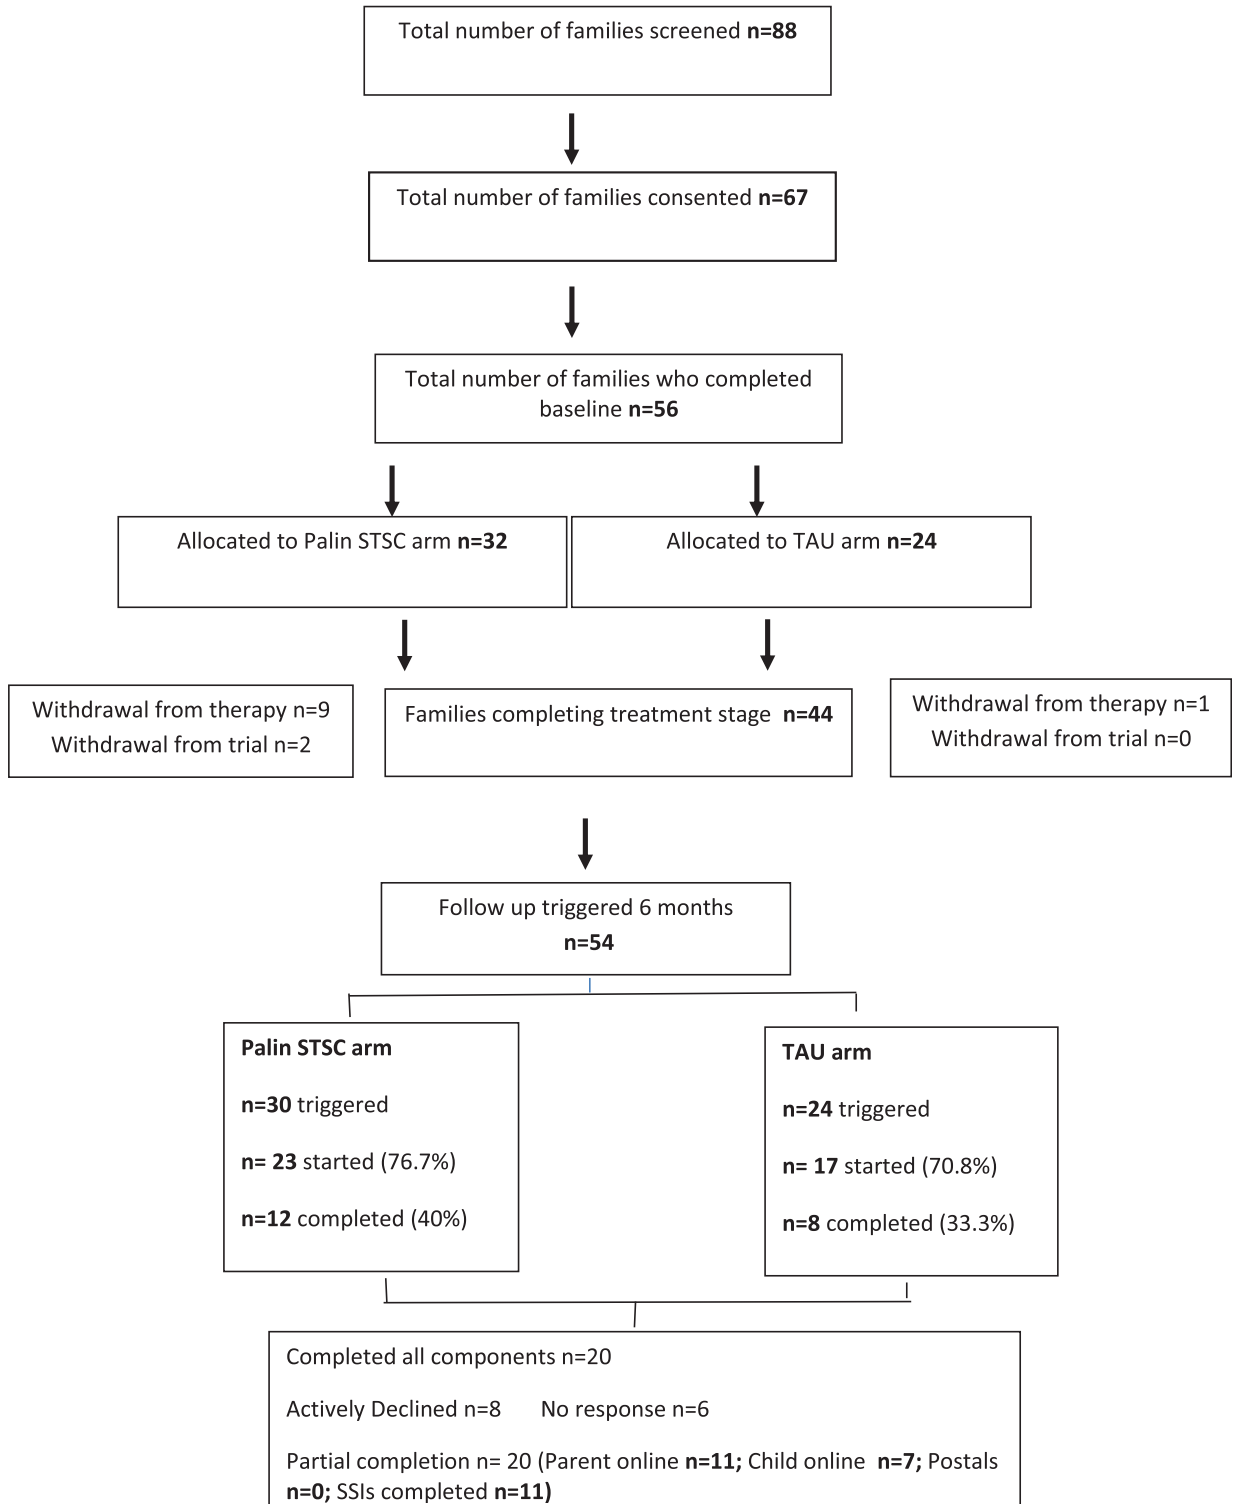 Total number of families screened n=88
Total number of families consented n=67
Total number of families who completed
baseline n=56
Allocated to Palin STSC arm n=32
Allocated to TAU arm n=24
Withdrawal from therapy n=9
Withdrawal from trial n=2
Families completing treatment stage n=44
Withdrawal from therapy n=1
Withdrawal from trial n=0
Follow up triggered 6 months
n=54
Palin STSC arm
n=30 triggered
n= 23 started (76.7%)
n=12 completed (40%)
TAU arm
n=24 triggered
n= 17 started (70.8%)
n=8 completed (33.3%)
Completed all components n=20
Actively Declined n=8 No response n=6
Partial completion n= 20 (Parent online n=11; Child online n=7; Postals
n=0; SSIs completed n=11)